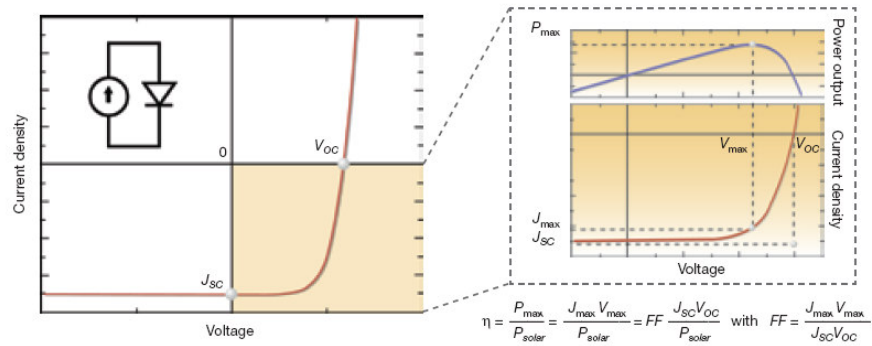 Current density
0
V_OC
J_SC
Voltage
P_max
Power output
V_max
V_OC
Current density
J_max
J_SC
Voltage
η = P_max / P_solar = J_max V_max / P_solar = FF J_SC V_OC / P_solar with FF = J_max V_max / J_SC V_OC